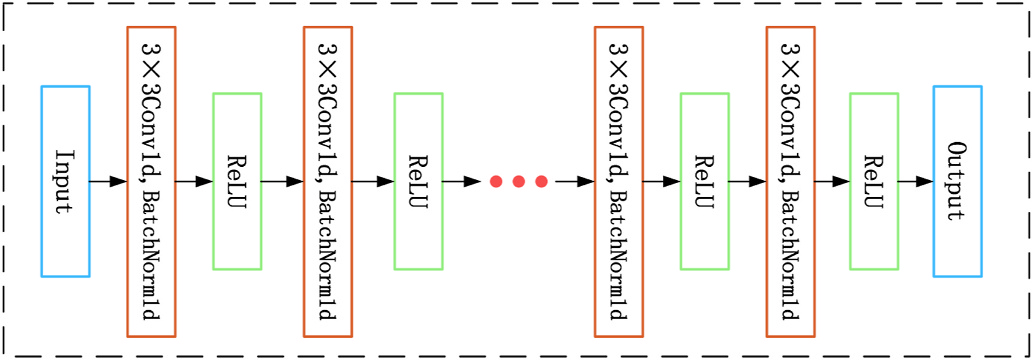 Input
3×3Conv1d, BatchNorm1d
ReLU
3×3Conv1d, BatchNorm1d
ReLU
3×3Conv1d, BatchNorm1d
ReLU
3×3Conv1d, BatchNorm1d
ReLU
Output